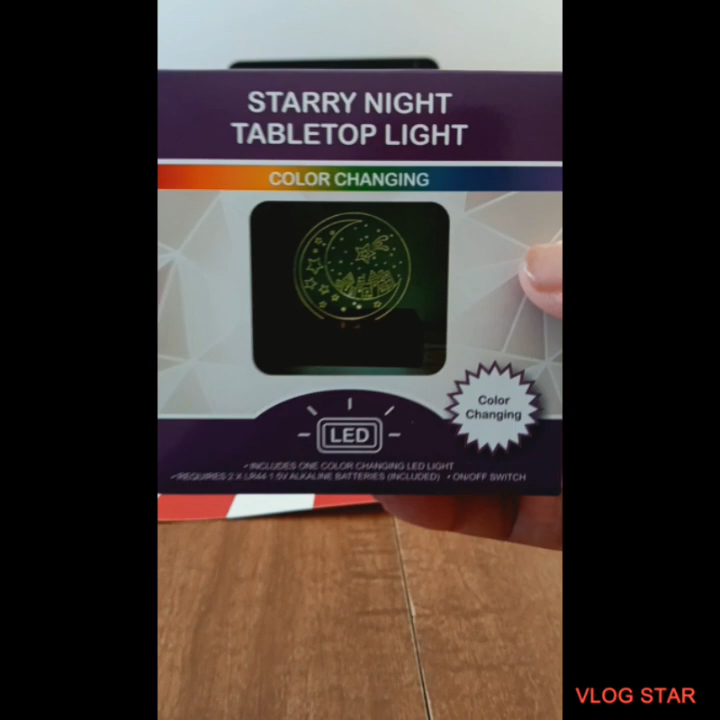 STARRY NIGHT
TABLETOP LIGHT
COLOR CHANGING
Color
Changing
LED
• INCLUDES ONE COLOR CHANGING LED LIGHT
• REQUIRES 2 X LR44 1.5V ALKALINE BATTERIES (INCLUDED) • ON/OFF SWITCH
VLOG STAR